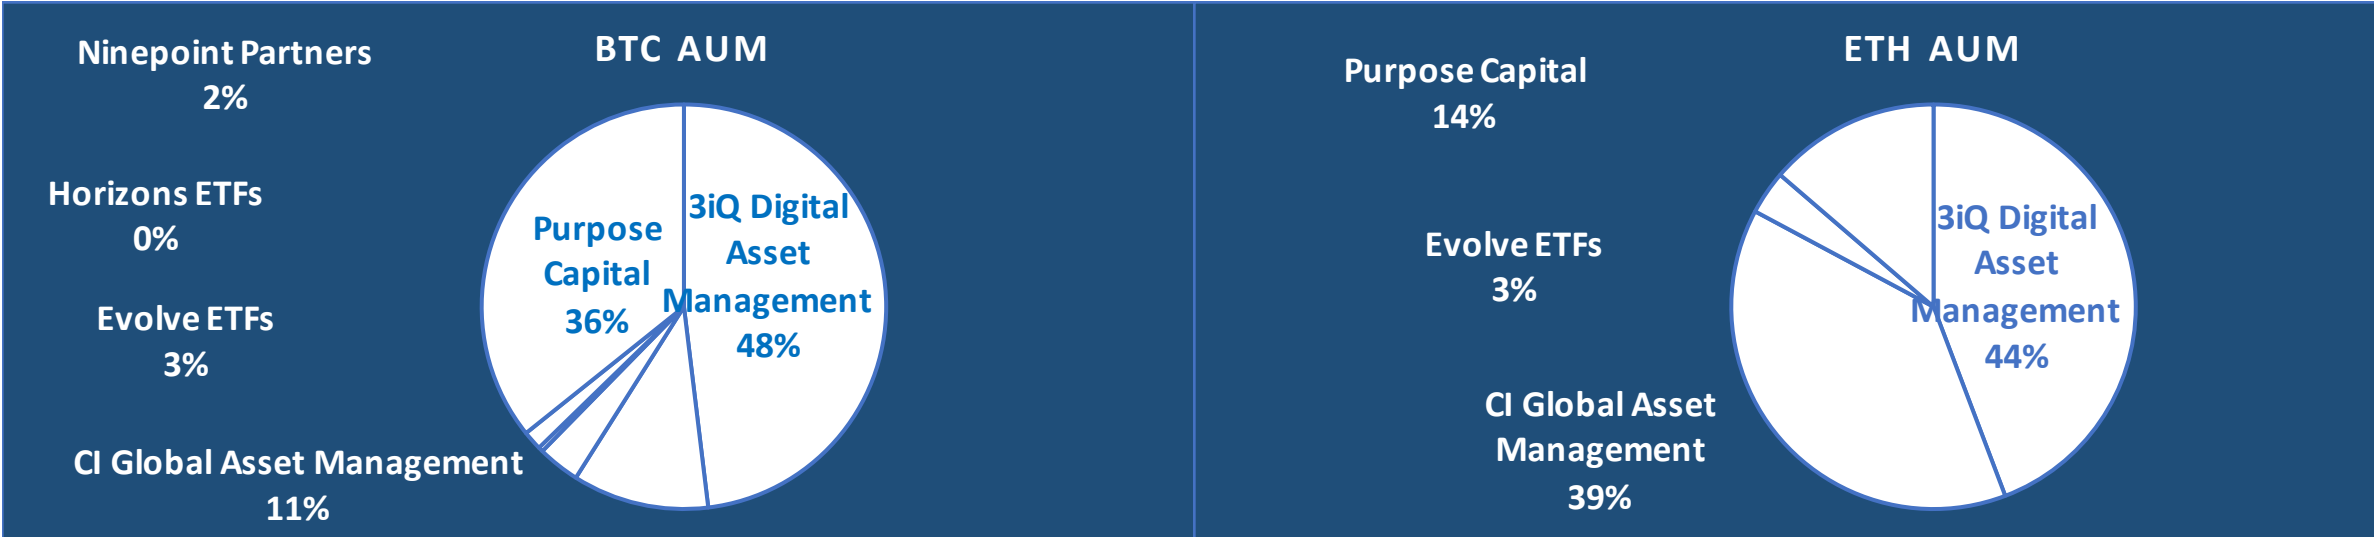 BTC AUM
Ninepoint Partners
2%
Horizons ETFs
0%
Evolve ETFs
3%
CI Global Asset Management
11%
Purpose
Capital
36%
3iQ Digital
Asset
Management
48%
ETH AUM
Purpose Capital
14%
Evolve ETFs
3%
CI Global Asset
Management
39%
3iQ Digital
Asset
Management
44%